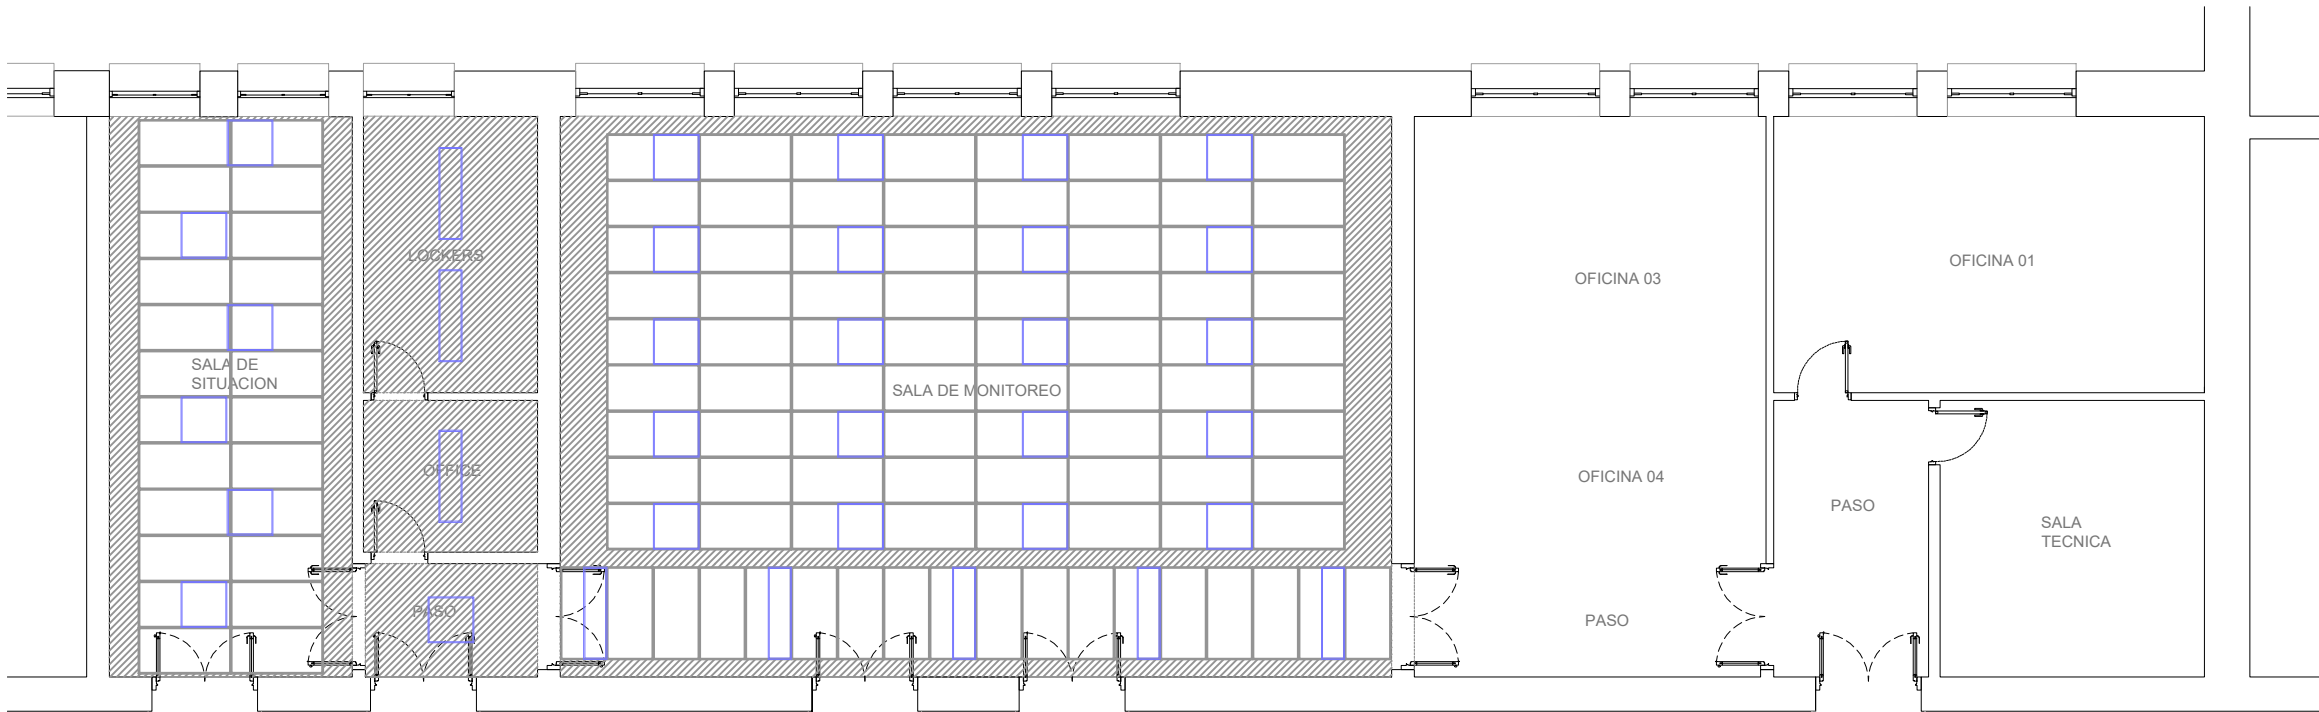 LOCKERS
OFICINA 01
OFICINA 03
SALA DE
SITUACION
SALA DE MONITOREO
OFFICE
OFICINA 04
PASO
SALA
TECNICA
PASO
PASO